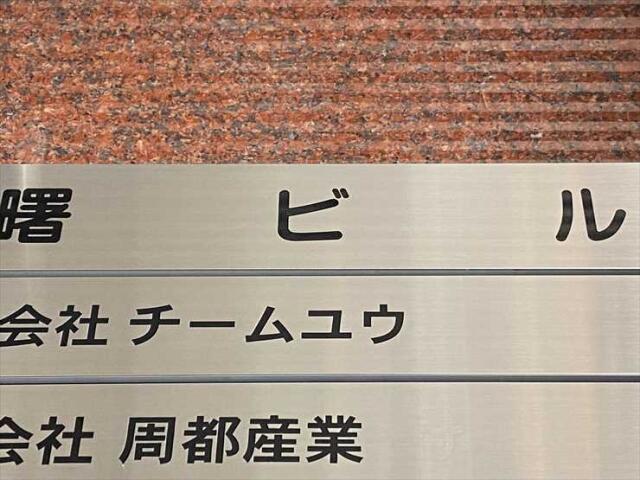 曙ビル
会社 チームユウ
会社 周都産業